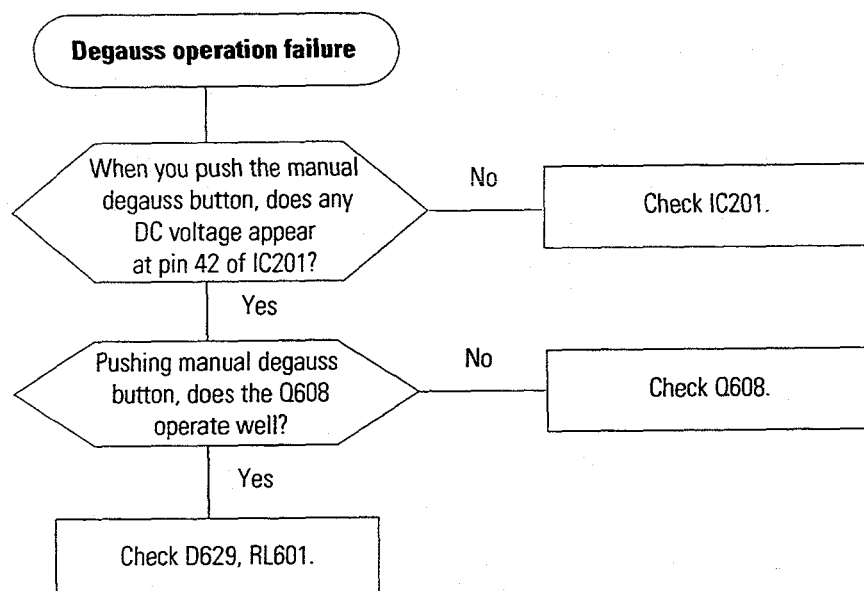 Degauss operation failure
When you push the manual
degauss button, does any
DC voltage appear
at pin 42 of IC201?
No
Check IC201.
Yes
Pushing manual degauss
button, does the Q608
operate well?
No
Check Q608.
Yes
Check D629, RL601.